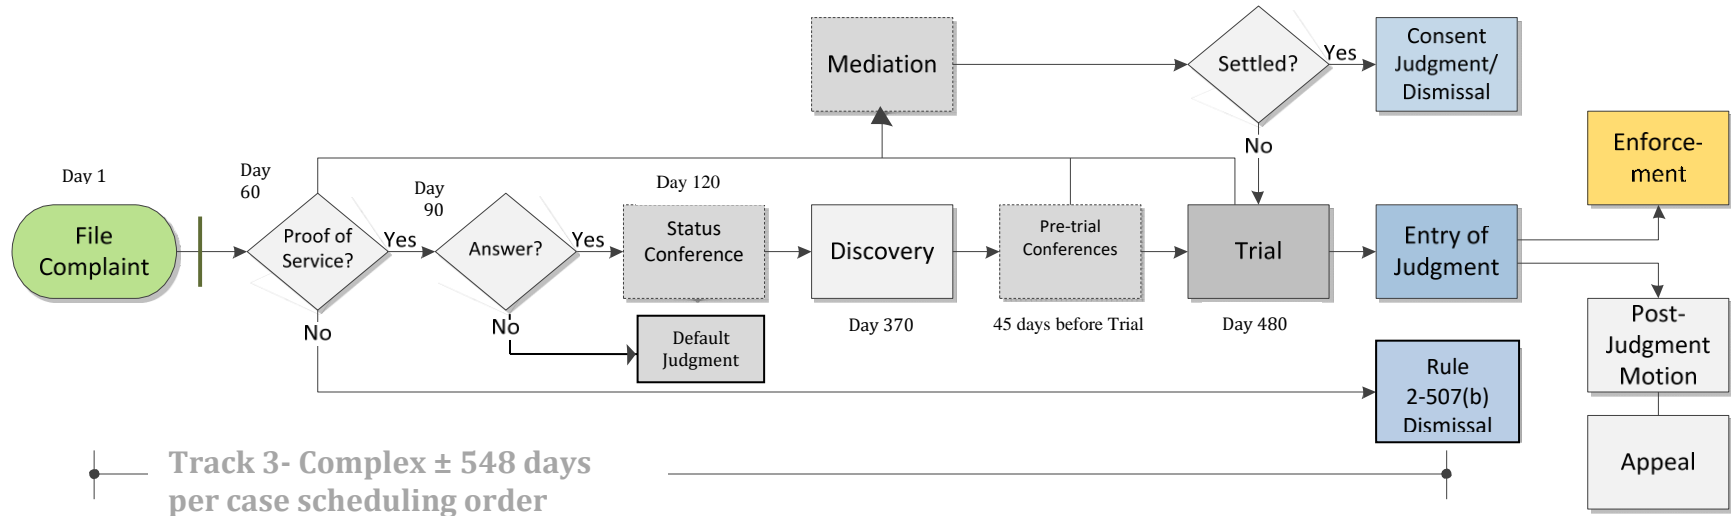 Mediation
Settled?
Yes
Consent
Judgment/
Dismissal
No
Enforce-
ment
Day 1
Day
60
Day
90
Day 120
File
Complaint
Proof of
Service?
Yes
Answer?
Yes
Status
Conference
Discovery
Pre-trial
Conferences
Trial
Entry of
Judgment
No
No
Default
Judgment
Day 370
45 days before Trial
Day 480
Post-
Judgment
Motion
Rule
2-507(b)
Dismissal
Appeal
Track 3- Complex ± 548 days
per case scheduling order